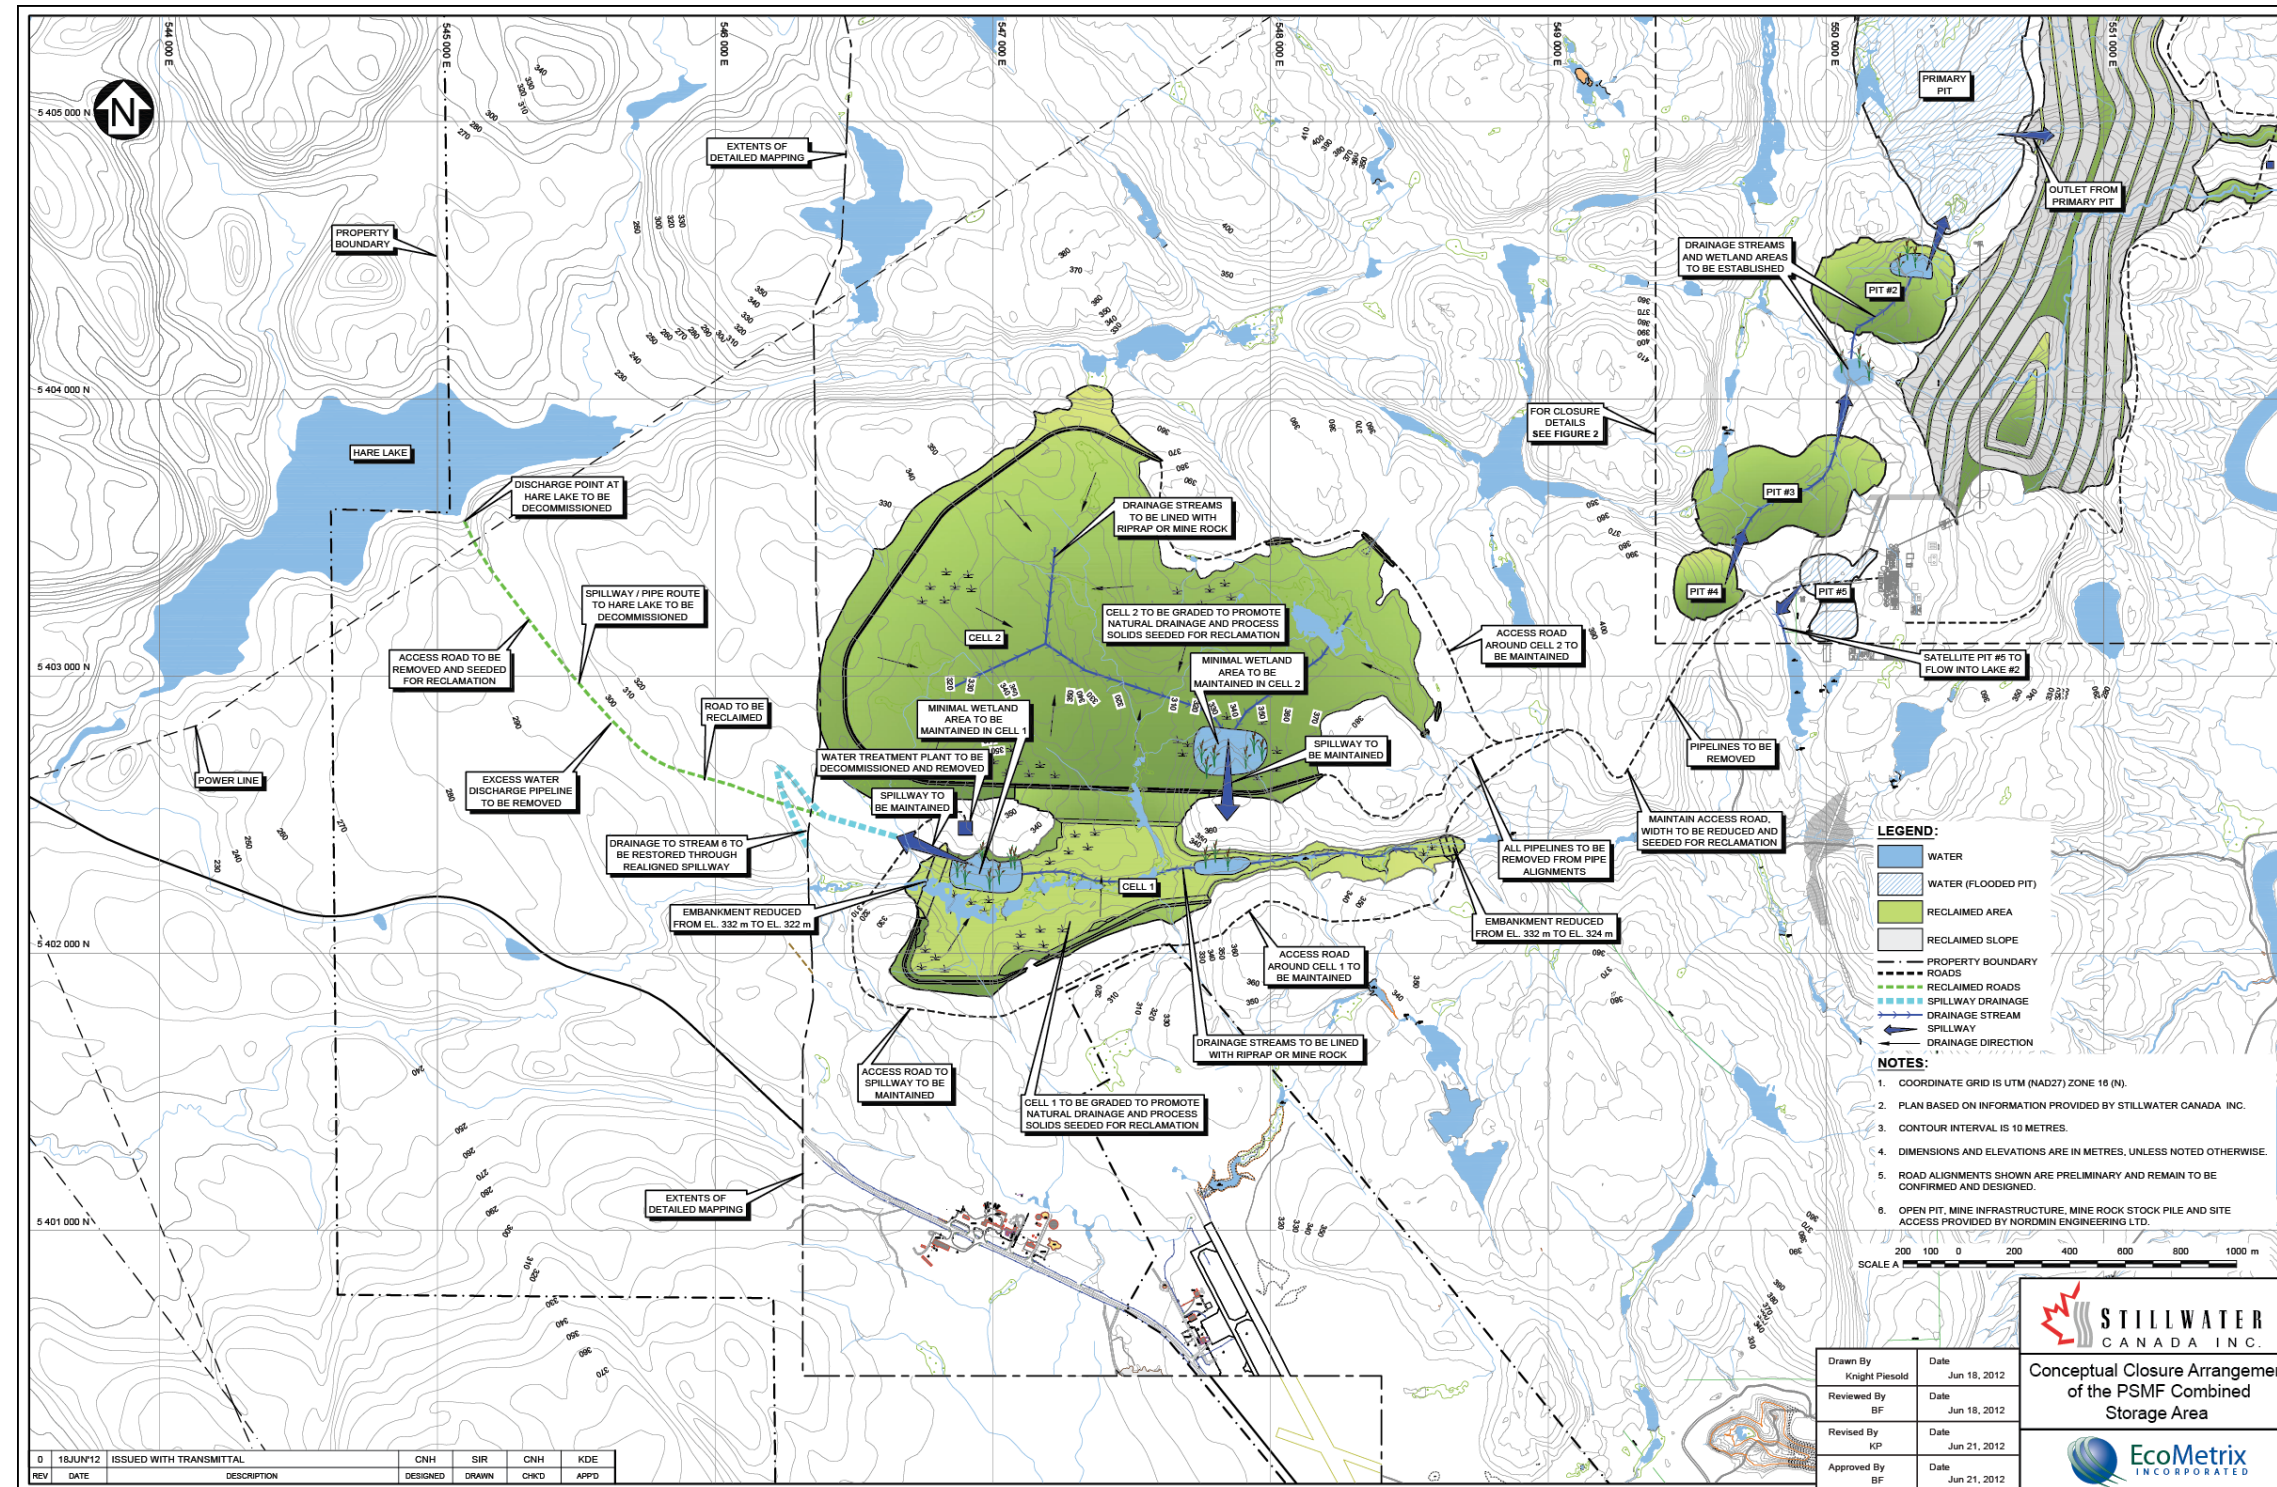 544 000 E
545 000 E
546 000 E
547 000 E
548 000 E
549 000 E
550 000 E
551 000 E
5 405 000 N
5 404 000 N
5 403 000 N
5 402 000 N
5 401 000 N
N
PROPERTY
BOUNDARY
EXTENTS OF
DETAILED MAPPING
PRIMARY
PIT
OUTLET FROM
PRIMARY PIT
DRAINAGE STREAMS
AND WETLAND AREAS
TO BE ESTABLISHED
PIT #2
FOR CLOSURE
DETAILS
SEE FIGURE 2
HARE LAKE
DISCHARGE POINT AT
HARE LAKE TO BE
DECOMMISSIONED
DRAINAGE STREAMS
TO BE LINED WITH
RIPRAP OR MINE ROCK
PIT #3
PIT #4
PIT #5
SPILLWAY / PIPE ROUTE
TO HARE LAKE TO BE
DECOMMISSIONED
CELL 2
CELL 2 TO BE GRADED TO PROMOTE
NATURAL DRAINAGE AND PROCESS
SOLIDS SEEDED FOR RECLAMATION
ACCESS ROAD
AROUND CELL 2 TO
BE MAINTAINED
ACCESS ROAD TO BE
REMOVED AND SEEDED
FOR RECLAMATION
MINIMAL WETLAND
AREA TO BE
MAINTAINED IN CELL 2
SATELLITE PIT #5 TO
FLOW INTO LAKE #2
ROAD TO BE
RECLAIMED
MINIMAL WETLAND
AREA TO BE
MAINTAINED IN CELL 1
SPILLWAY TO
BE MAINTAINED
PIPELINES TO BE
REMOVED
POWER LINE
EXCESS WATER
DISCHARGE PIPELINE
TO BE REMOVED
WATER TREATMENT PLANT TO BE
DECOMMISSIONED AND REMOVED
SPILLWAY TO
BE MAINTAINED
DRAINAGE TO STREAM 6 TO
BE RESTORED THROUGH
REALIGNED SPILLWAY
MAINTAIN ACCESS ROAD,
WIDTH TO BE REDUCED AND
SEEDED FOR RECLAMATION
ALL PIPELINES TO BE
REMOVED FROM PIPE
ALIGNMENTS
CELL 1
EMBANKMENT REDUCED
FROM EL. 332 m TO EL. 322 m
EMBANKMENT REDUCED
FROM EL. 332 m TO EL. 324 m
ACCESS ROAD
AROUND CELL 1 TO
BE MAINTAINED
DRAINAGE STREAMS TO BE LINED
WITH RIPRAP OR MINE ROCK
ACCESS ROAD TO
SPILLWAY TO BE
MAINTAINED
CELL 1 TO BE GRADED TO PROMOTE
NATURAL DRAINAGE AND PROCESS
SOLIDS SEEDED FOR RECLAMATION
EXTENTS OF
DETAILED MAPPING
LEGEND:
WATER
WATER (FLOODED PIT)
RECLAIMED AREA
RECLAIMED SLOPE
PROPERTY BOUNDARY
ROADS
RECLAIMED ROADS
SPILLWAY DRAINAGE
DRAINAGE STREAM
SPILLWAY
DRAINAGE DIRECTION
NOTES:
1. COORDINATE GRID IS UTM (NAD27) ZONE 16 (N).
2. PLAN BASED ON INFORMATION PROVIDED BY STILLWATER CANADA INC.
3. CONTOUR INTERVAL IS 10 METRES.
4. DIMENSIONS AND ELEVATIONS ARE IN METRES, UNLESS NOTED OTHERWISE.
5. ROAD ALIGNMENTS SHOWN ARE PRELIMINARY AND REMAIN TO BE
CONFIRMED AND DESIGNED.
6. OPEN PIT, MINE INFRASTRUCTURE, MINE ROCK STOCK PILE AND SITE
ACCESS PROVIDED BY NORDMIN ENGINEERING LTD.
200 100 0 200 400 600 800 1000 m
SCALE A
STILLWATER
CANADA INC.
Conceptual Closure Arrangemen
of the PSMF Combined
Storage Area
EcoMetrix
INCORPORATED
Drawn By Date
Knight Piesold Jun 18, 2012
Reviewed By Date
BF Jun 18, 2012
Revised By Date
KP Jun 21, 2012
Approved By Date
BF Jun 21, 2012
0 18JUN'12 ISSUED WITH TRANSMITTAL CNH SIR CNH KDE
REV DATE DESCRIPTION DESIGNED DRAWN CHK'D APP'D